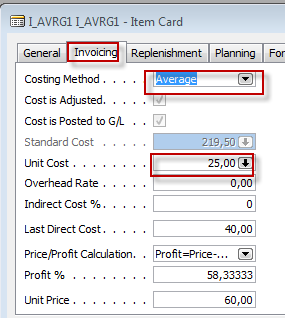 I_AVRG1 I_AVRG1 - Item Card
General Invoicing Replenishment Planning
Costing Method . . . . . Average
Cost is Adjusted. . . . .
Cost is Posted to G/L . .
Standard Cost . . . . . . 219,50
Unit Cost . . . . . . . . 25,00
Overhead Rate . . . . . 0,00
Indirect Cost % . . . . . 0
Last Direct Cost . . . . . 40,00
Price/Profit Calculation. . Profit=Price-...
Profit % . . . . . . . . 58,33333
Unit Price . . . . . . . 60,00